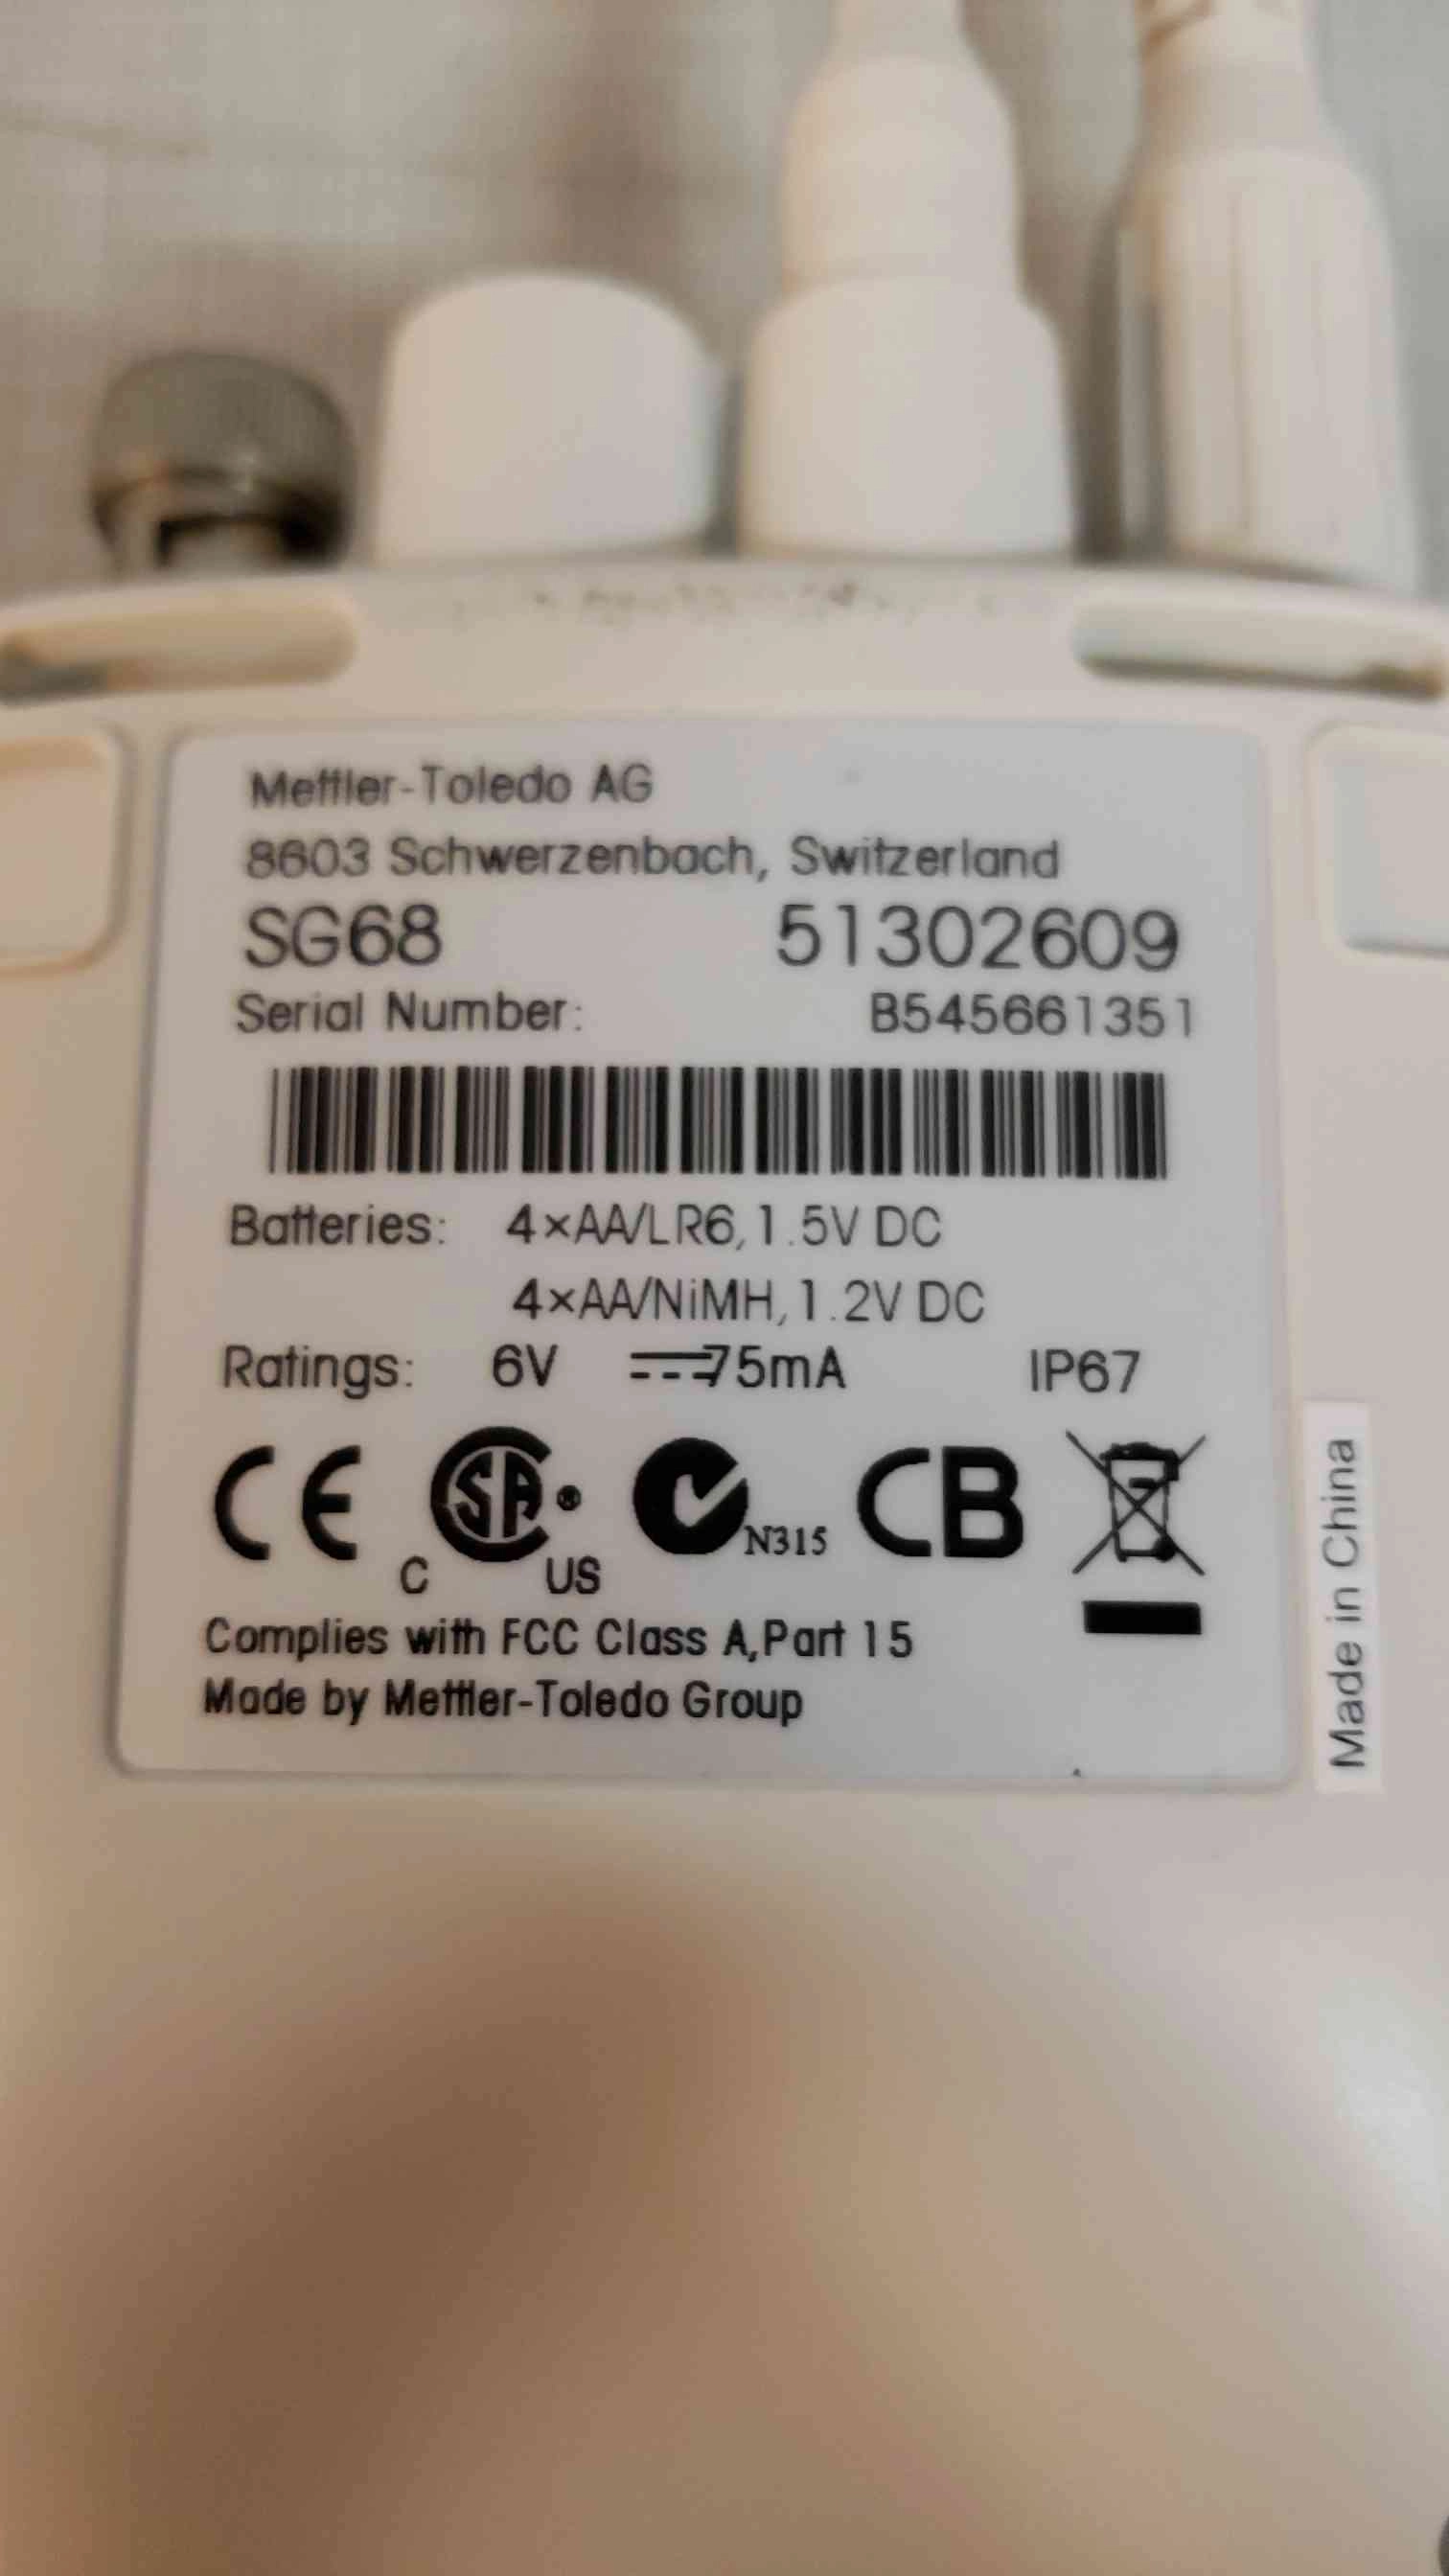 Mettler-Toledo AG
8603 Schwerzenbach, Switzerland
SG68 51302609
Serial Number: B545661351
Batteries: 4×AA/LR6,1.5V DC
4×AA/NiMH,1.2V DC
Ratings: 6V ⎓75mA IP67
CE C SA® US N315 CB
Complies with FCC Class A,Part 15
Made by Mettler-Toledo Group
Made in China